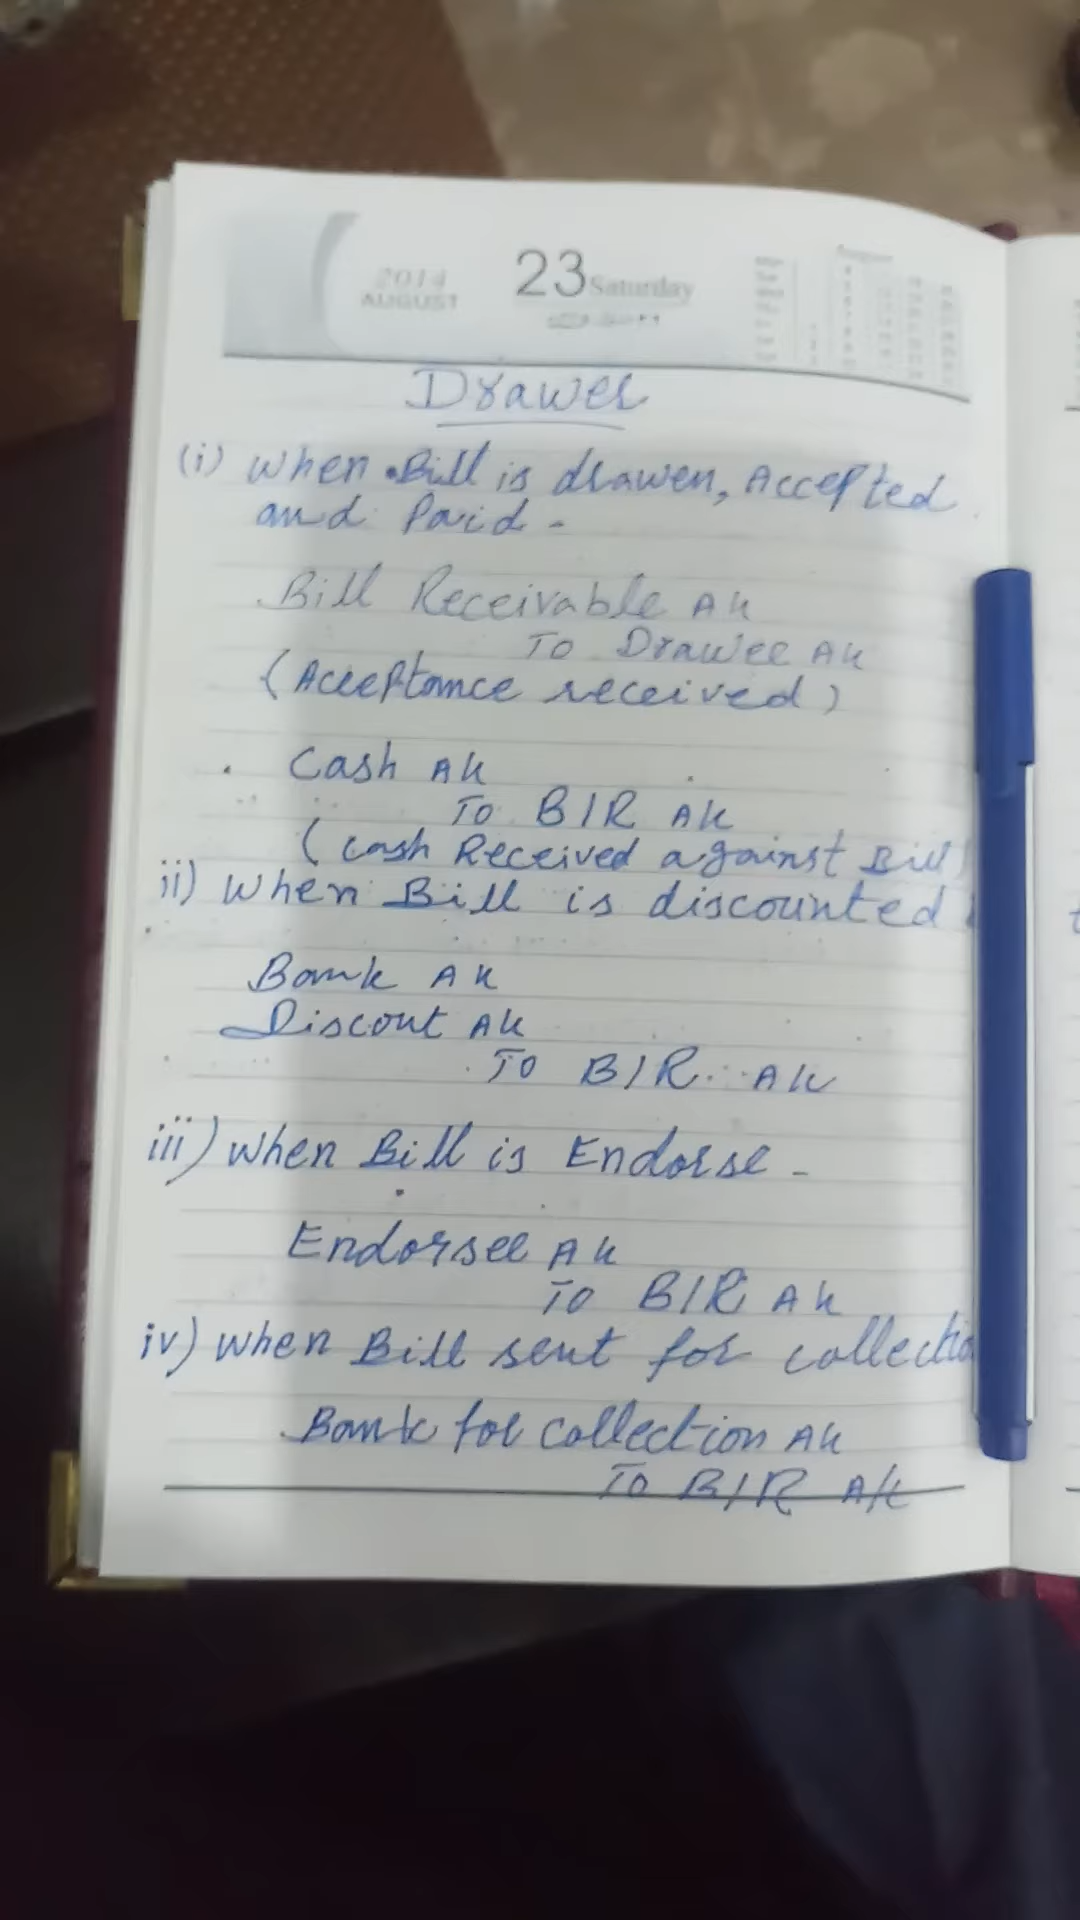 2014
AUGUST
23 Saturday
August
Drawer
(i) When Bill is drawen, Accepted
and Paid -
Bill Receivable A/c
To Drawee A/c
(Acceptance received)
Cash A/c
To B/R A/c
(Cash Received against Bill)
ii) When Bill is discounted
Bank A/c
Discout A/c
To B/R A/c
iii) When Bill is Endorse -
Endorsee A/c
To B/R A/c
iv) When Bill sent for collectio
Bank for collection A/c
To B/R A/c